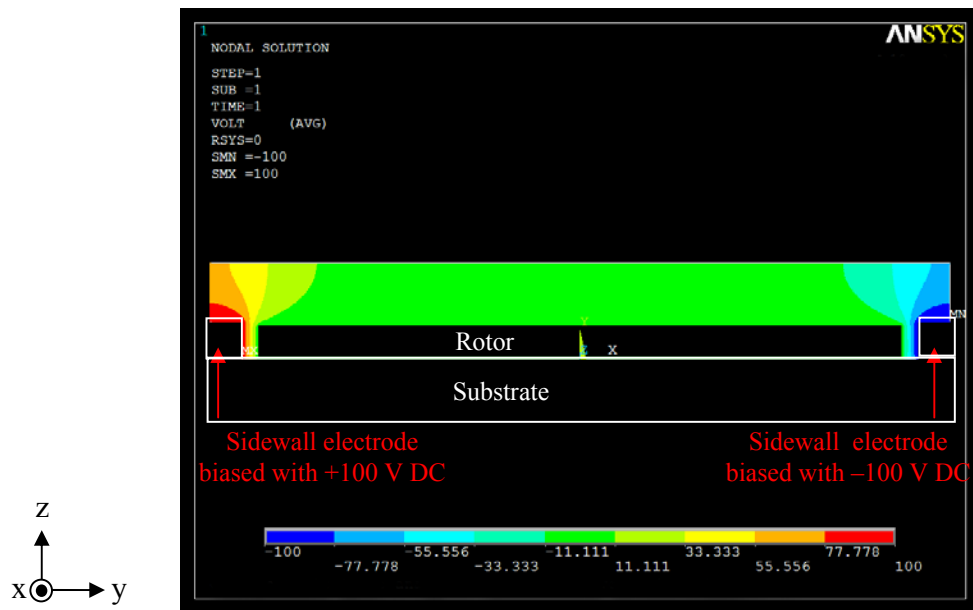 1
ANSYS
NODAL SOLUTION
STEP=1
SUB =1
TIME=1
VOLT (AVG)
RSYS=0
SMN =-100
SMX =100
Y
MN
Rotor
MX
Z X
Substrate
Sidewall electrode
biased with +100 V DC
Sidewall electrode
biased with –100 V DC
-100 -55.556 -11.111 33.333 77.778
-77.778 -33.333 11.111 55.556 100
z
x y